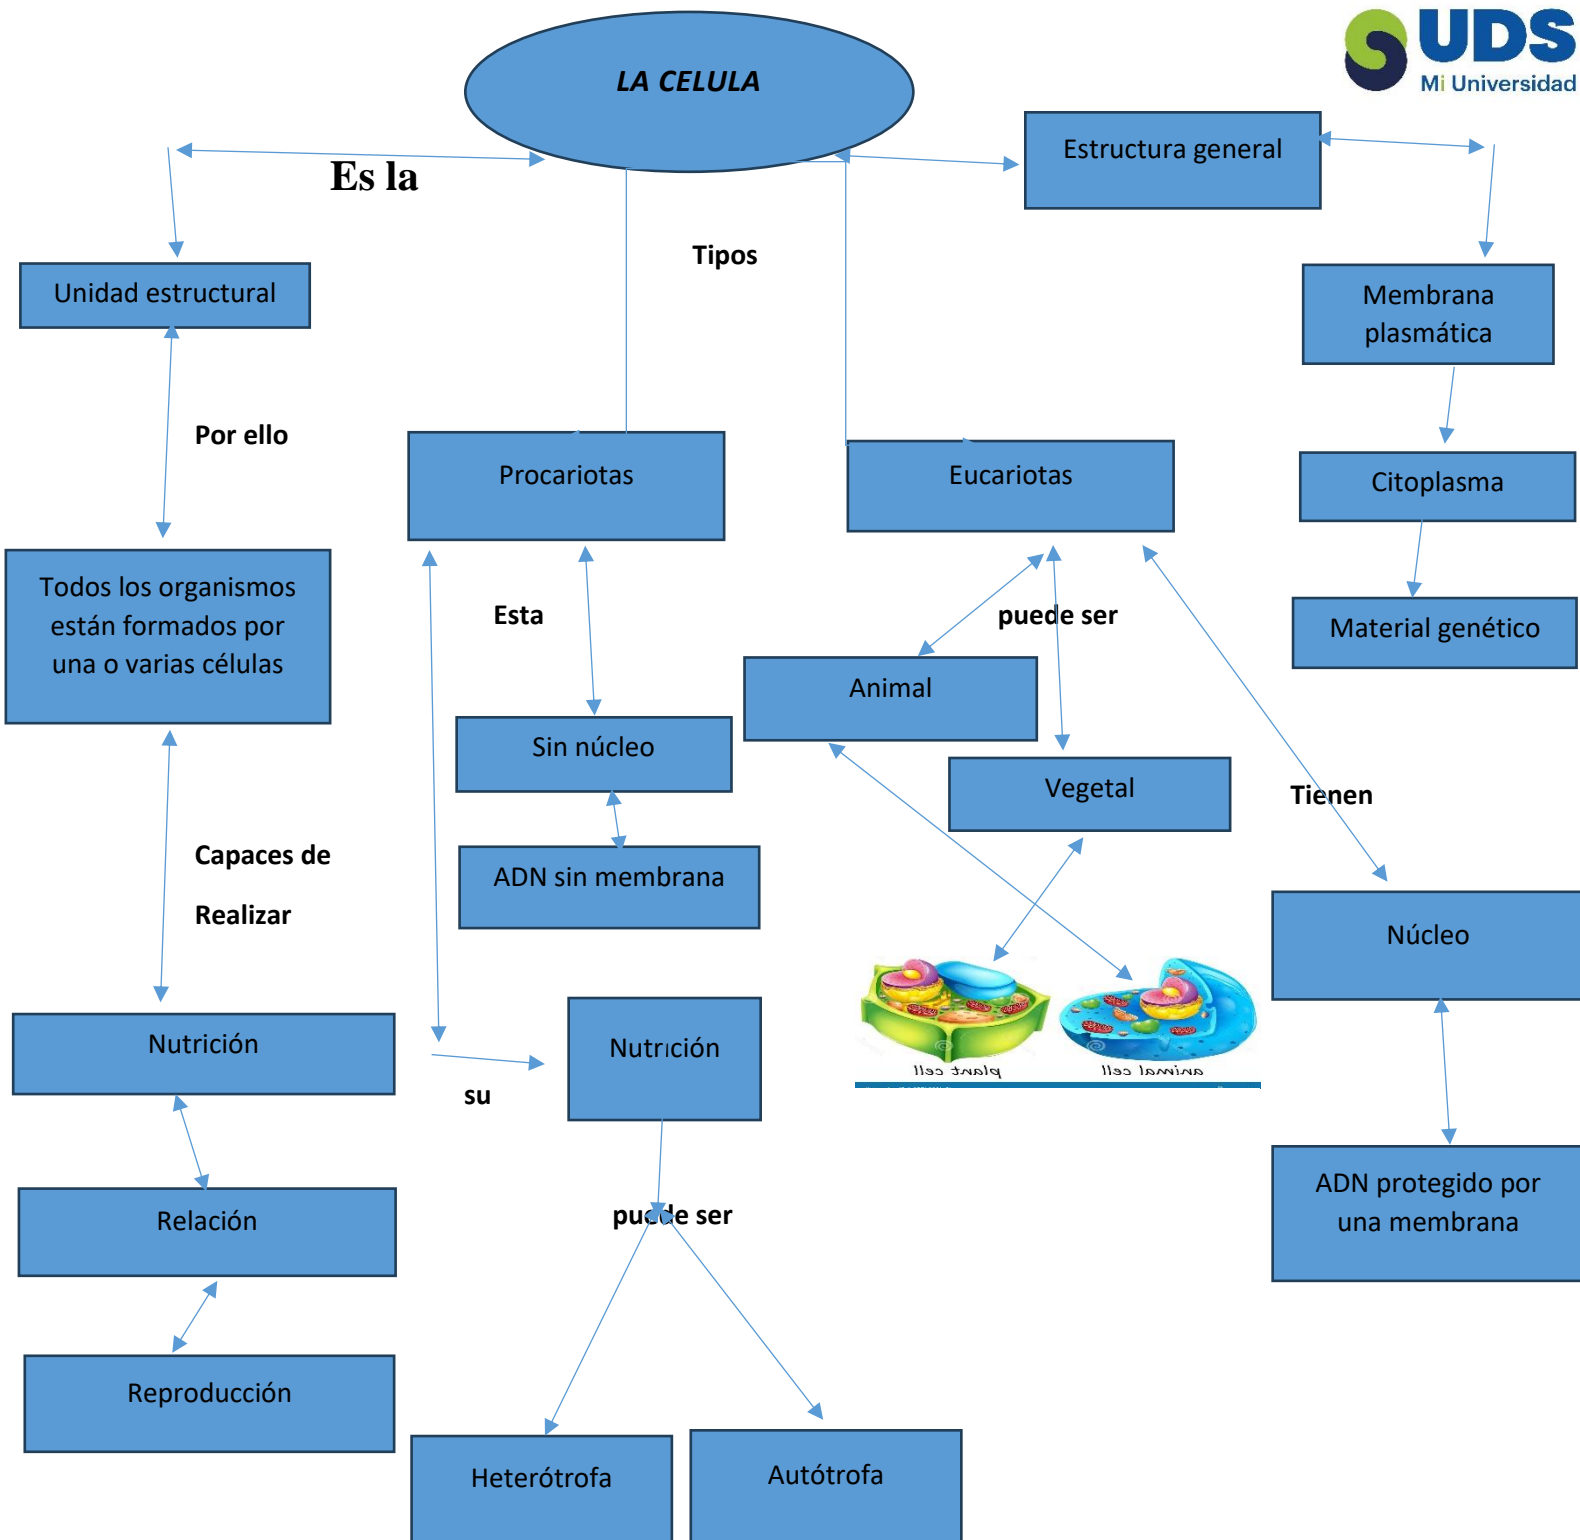 LA CELULA
UDS
Mi Universidad
Es la
Estructura general
Tipos
Unidad estructural
Membrana
plasmática
Por ello
Procariotas
Eucariotas
Citoplasma
Todos los organismos
están formados por
una o varias células
Esta
puede ser
Material genético
Animal
Sin núcleo
Vegetal
Tienen
Capaces de
Realizar
ADN sin membrana
Núcleo
Nutrición
Nutrición
plant cell
animal cell
su
ADN protegido por
una membrana
Relación
puede ser
Reproducción
Heterótrofa
Autótrofa